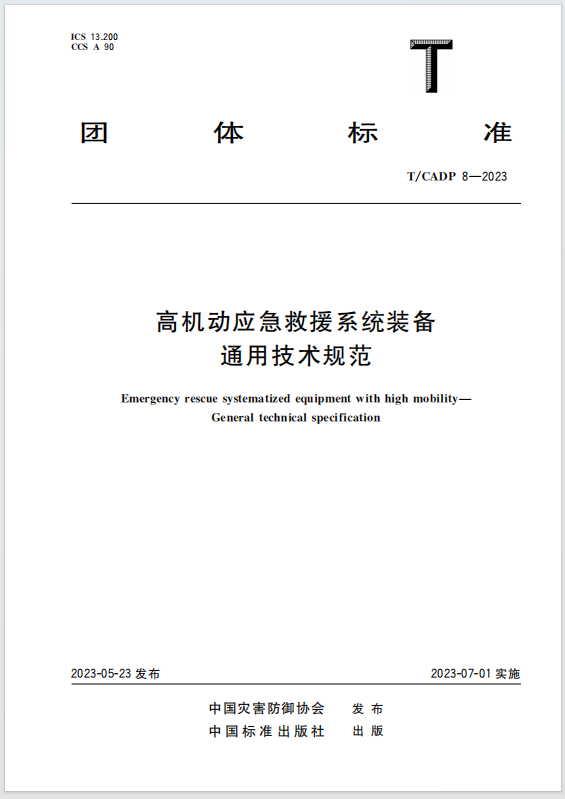 ICS 13.200
CCS A 90
T
团体标准
T/CADP 8—2023
高机动应急救援系统装备
通用技术规范
Emergency rescue systematized equipment with high mobility—
General technical specification
2023-05-23 发布 2023-07-01 实施
中国灾害防御协会 发布
中国标准出版社 出版